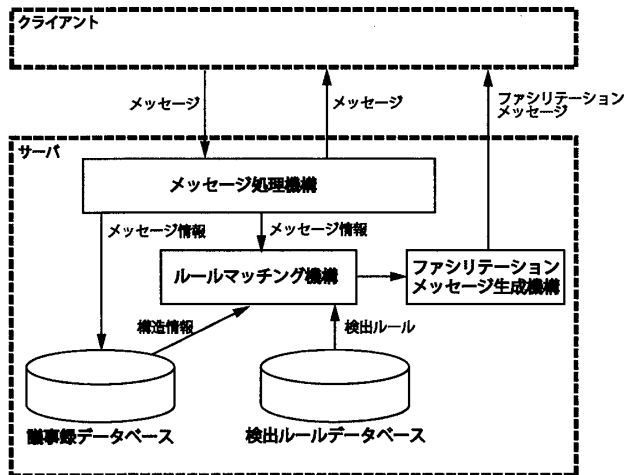 クライアント
メッセージ
メッセージ
ファシリテーション
メッセージ
サーバ
メッセージ処理機構
メッセージ情報
メッセージ情報
ルールマッチング機構
ファシリテーション
メッセージ生成機構
構造情報
検出ルール
議事録データベース
検出ルールデータベース